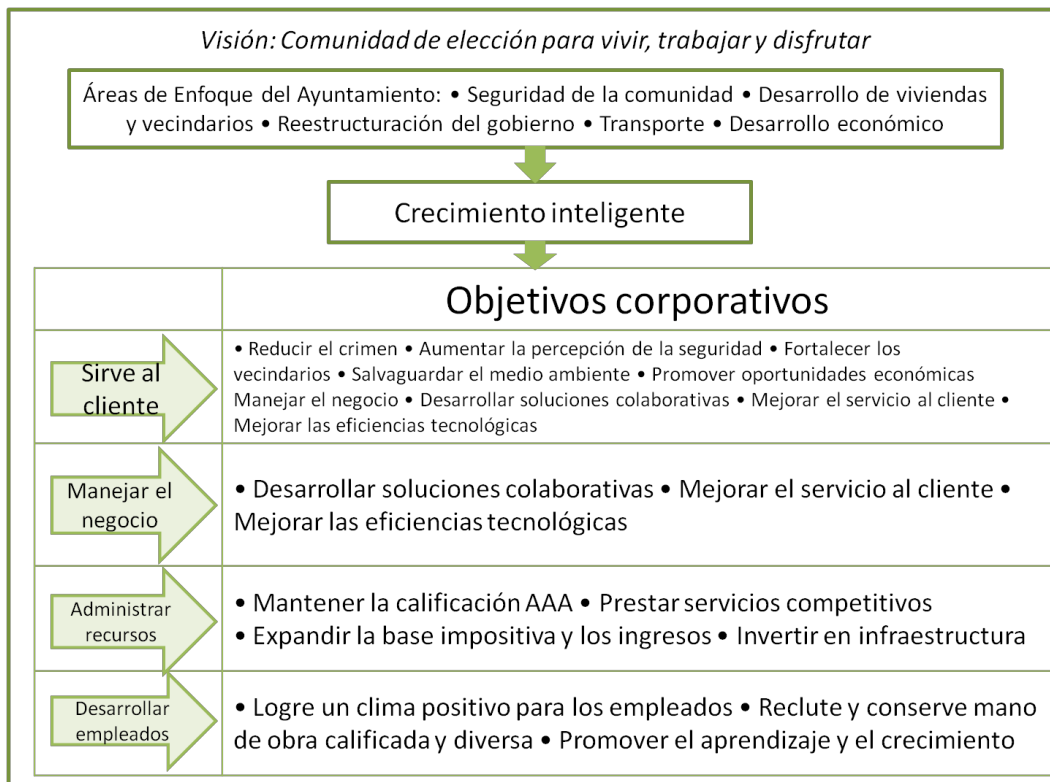 Visión: Comunidad de elección para vivir, trabajar y disfrutar
Áreas de Enfoque del Ayuntamiento: • Seguridad de la comunidad • Desarrollo de viviendas
y vecindarios • Reestructuración del gobierno • Transporte • Desarrollo económico
Crecimiento inteligente
Objetivos corporativos
Sirve al
cliente
• Reducir el crimen • Aumentar la percepción de la seguridad • Fortalecer los
vecindarios • Salvaguardar el medio ambiente • Promover oportunidades económicas
Manejar el negocio • Desarrollar soluciones colaborativas • Mejorar el servicio al cliente •
Mejorar las eficiencias tecnológicas
Manejar el
negocio
• Desarrollar soluciones colaborativas • Mejorar el servicio al cliente •
Mejorar las eficiencias tecnológicas
Administrar
recursos
• Mantener la calificación AAA • Prestar servicios competitivos
• Expandir la base impositiva y los ingresos • Invertir en infraestructura
Desarrollar
empleados
• Logre un clima positivo para los empleados • Reclute y conserve mano
de obra calificada y diversa • Promover el aprendizaje y el crecimiento